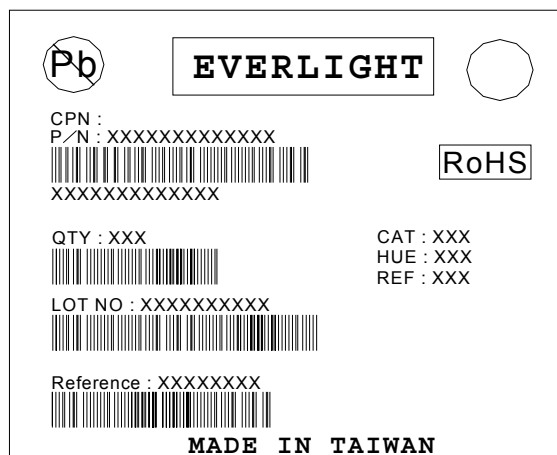 Pb
EVERLIGHT
CPN :
P/N : XXXXXXXXXXXXX
RoHS
XXXXXXXXXXXXX
QTY : XXX
CAT : XXX
HUE : XXX
REF : XXX
LOT NO : XXXXXXXXXX
Reference : XXXXXXXX
MADE IN TAIWAN